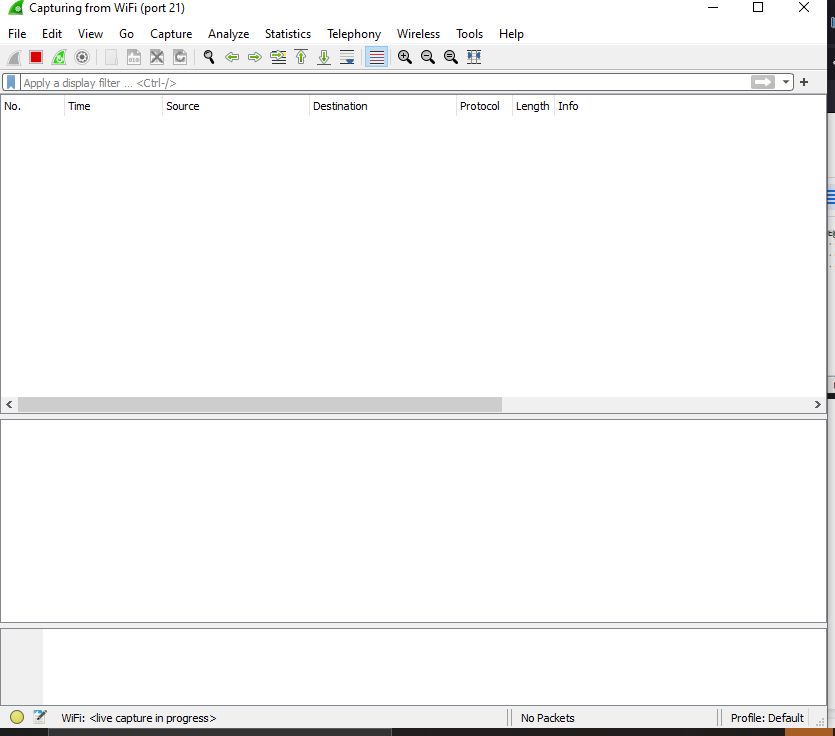 Capturing from WiFi (port 21)
File Edit View Go Capture Analyze Statistics Telephony Wireless Tools Help
Apply a display filter ... <Ctrl-/>
No. Time Source Destination Protocol Length Info
WiFi: <live capture in progress> No Packets Profile: Default